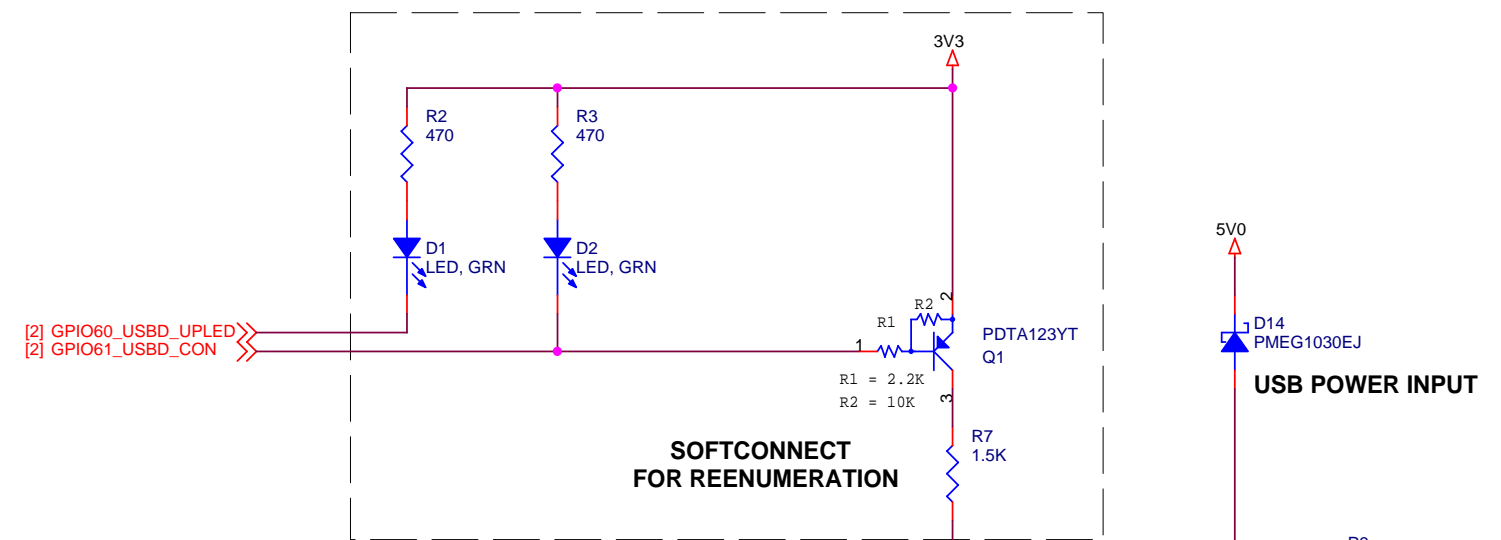 3V3
R2
470
R3
470
D1
LED, GRN
D2
LED, GRN
5V0
[2] GPIO60_USBD_UPLED
[2] GPIO61_USBD_CON
R2
2
R1
1
PDTA123YT
Q1
D14
PMEG1030EJ
R1 = 2.2K
R2 = 10K
3
USB POWER INPUT
R7
1.5K
SOFTCONNECT
FOR REENUMERATION